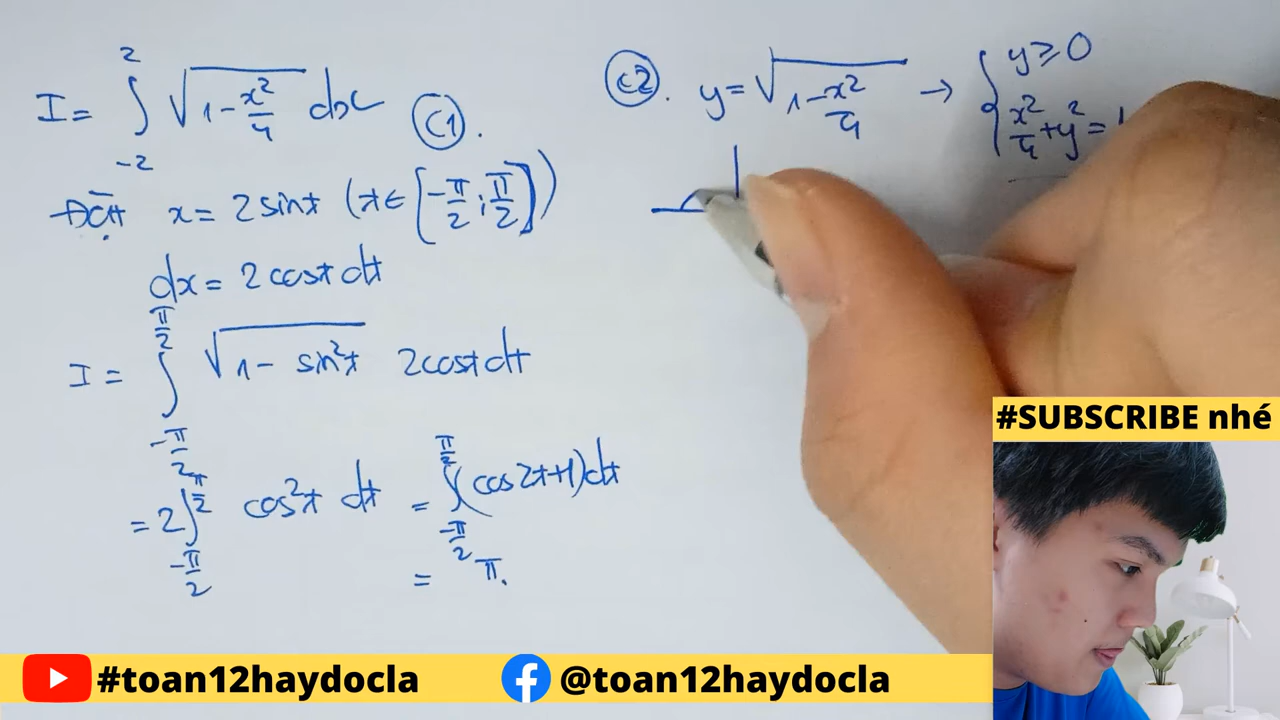 I = ∫_{-2}^{2} √(1 - x²/4) dx (C1).
Đặt x = 2sint (t ∈ [-π/2; π/2])
dx = 2cost dt
I = ∫_{-π/2}^{π/2} √(1 - sin²t) 2cost dt
= 2∫_{-π/2}^{π/2} cos²t dt = ∫_{-π/2}^{π/2} (cos2t+1)dt
= π.
(C2). y = √(1 - x²/4) → { y ≥ 0
x²/4 + y² = 1
#SUBSCRIBE nhé
#toan12haydocla
@toan12haydocla